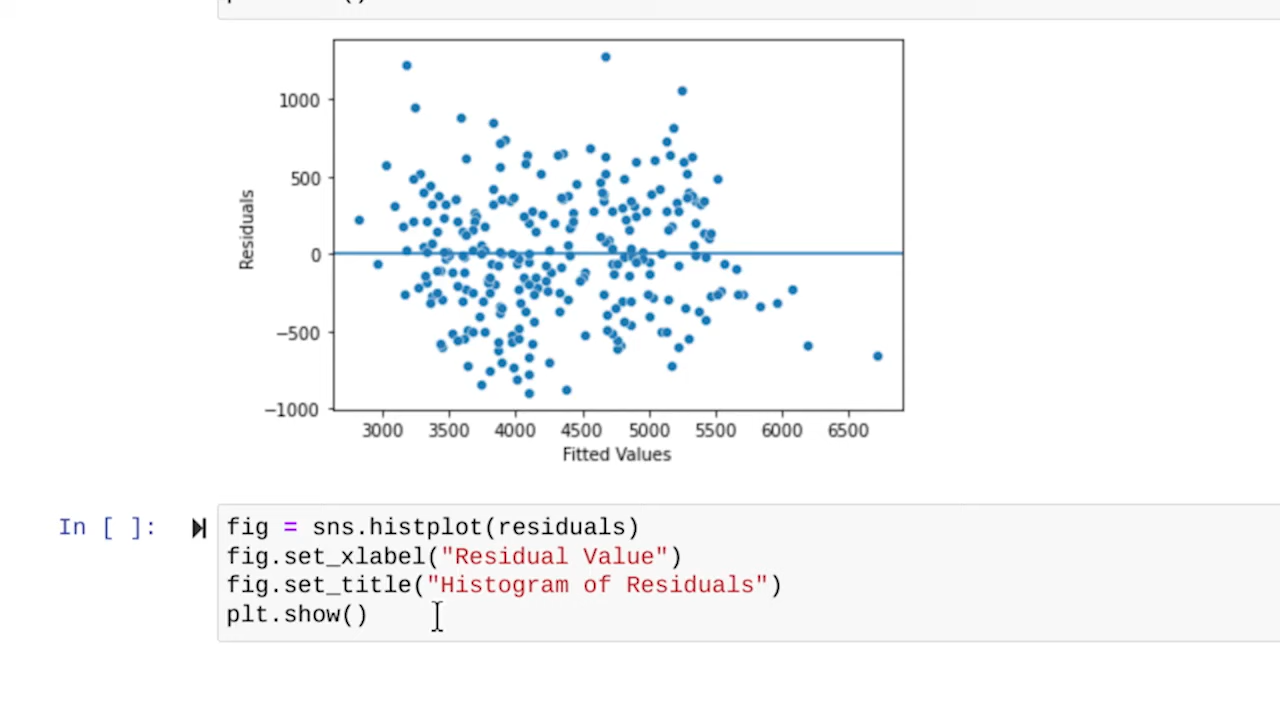 1000
500
0
−500
−1000
Residuals
3000 3500 4000 4500 5000 5500 6000 6500
Fitted Values
In [ ]:
fig = sns.histplot(residuals)
fig.set_xlabel("Residual Value")
fig.set_title("Histogram of Residuals")
plt.show()